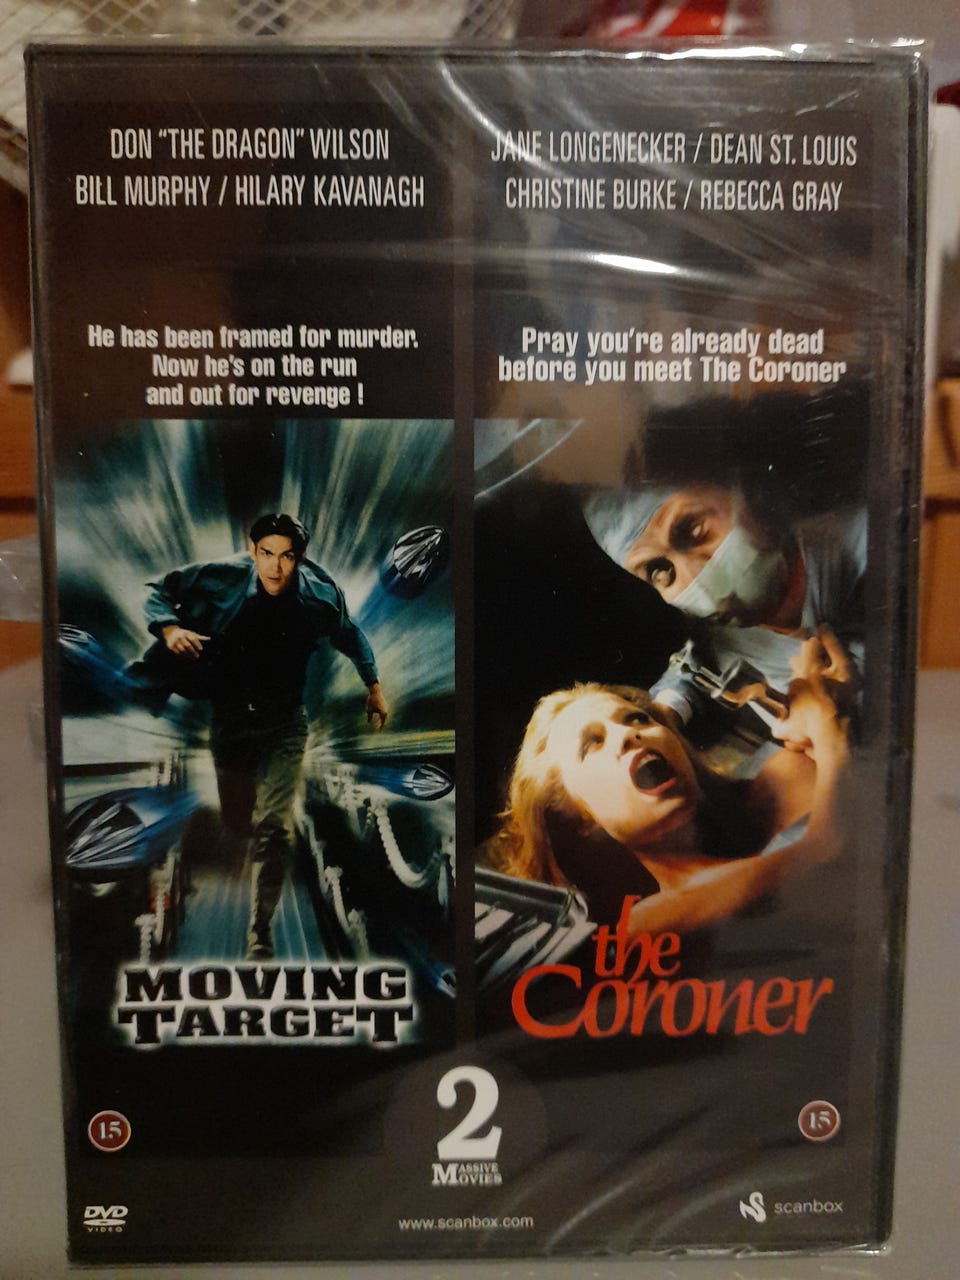 DON “THE DRAGON” WILSON
BILL MURPHY / HILARY KAVANAGH
He has been framed for murder.
Now he's on the run
and out for revenge !
MOVING
TARGET
JANE LONGENECKER / DEAN ST. LOUIS
CHRISTINE BURKE / REBECCA GRAY
Pray you're already dead
before you meet The Coroner
the
Coroner
2
MASSIVE
MOVIES
15
15
DVD
VIDEO
www.scanbox.com
scanbox